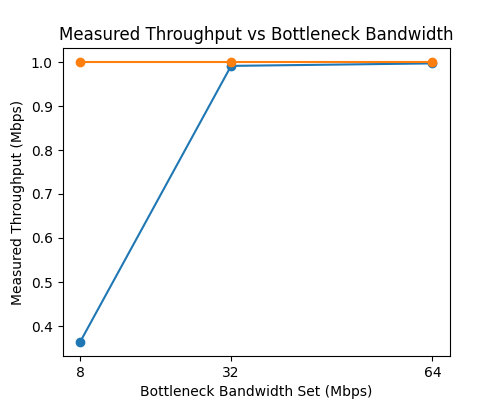 Measured Throughput vs Bottleneck Bandwidth
Measured Throughput (Mbps)
1.0
0.9
0.8
0.7
0.6
0.5
0.4
8 32 64
Bottleneck Bandwidth Set (Mbps)